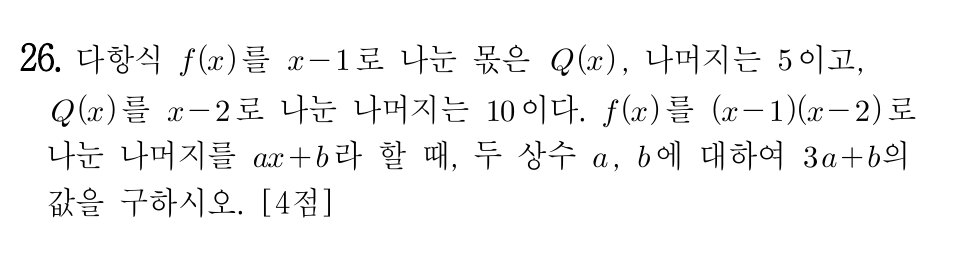 26. 다항식 f(x)를 x-1로 나눈 몫은 Q(x), 나머지는 5이고,
Q(x)를 x-2로 나눈 나머지는 10이다. f(x)를 (x-1)(x-2)로
나눈 나머지를 ax+b라 할 때, 두 상수 a, b에 대하여 3a+b의
값을 구하시오. [4점]